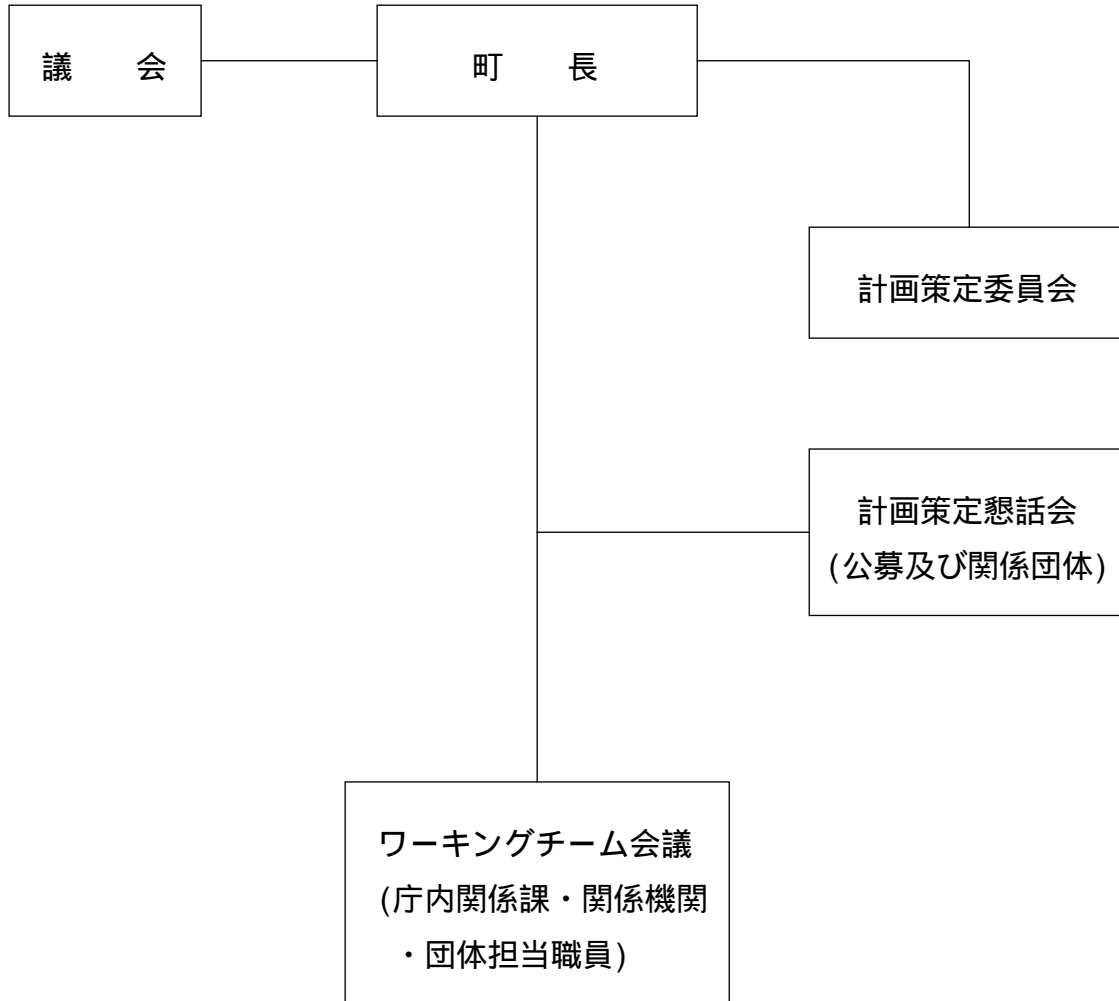 議　会
町　長
計画策定委員会
計画策定懇話会
(公募及び関係団体)
ワーキングチーム会議
(庁内関係課・関係機関
・団体担当職員)